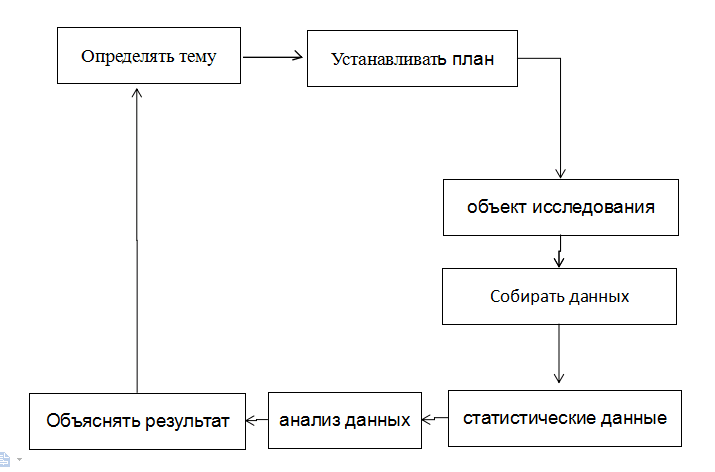 Определять тему
Устанавливать план
объект исследования
Собирать данных
статистические данные
анализ данных
Объяснять результат